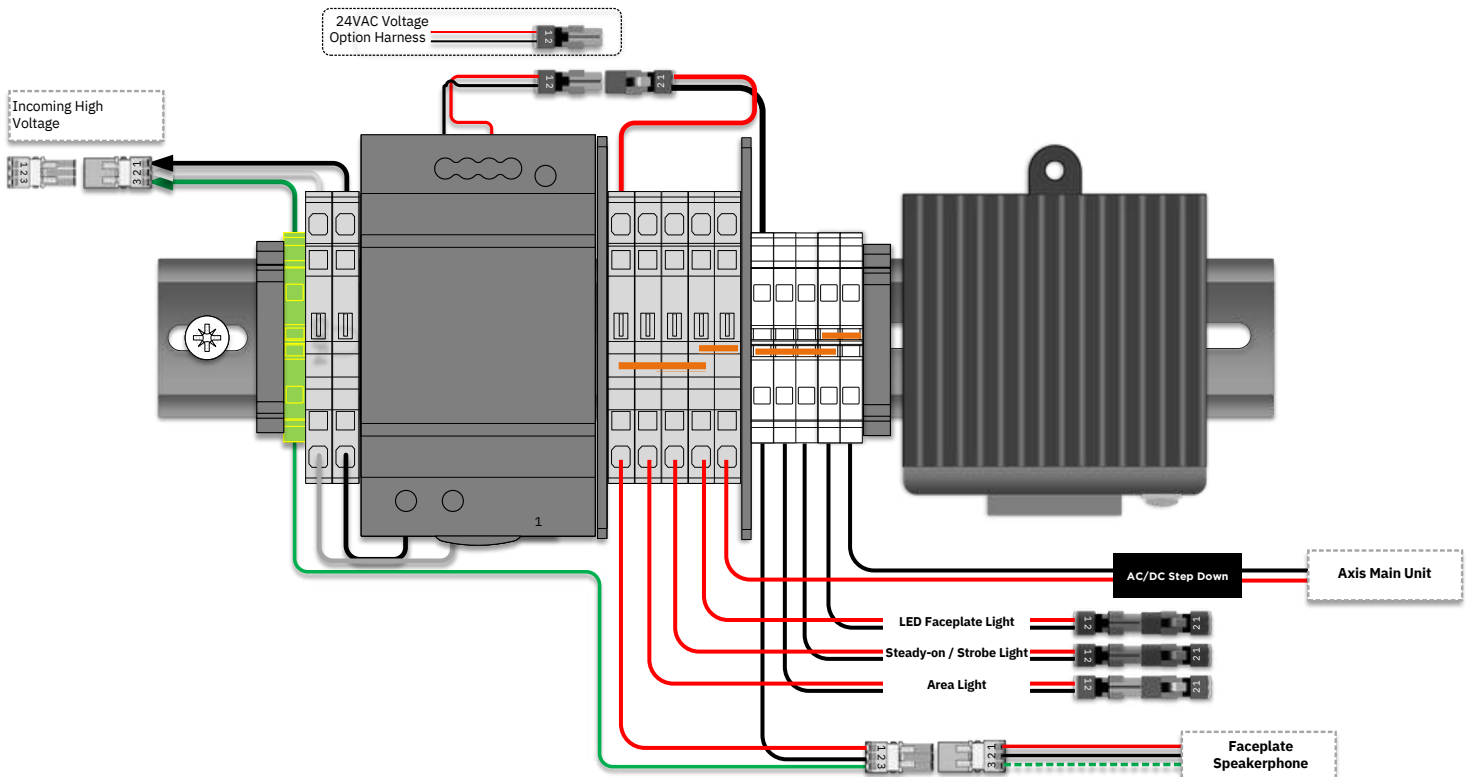 24VAC Voltage
Option Harness
1 2
1 2
2 1
Incoming High
Voltage
1 2 3
3 2 1
1
AC/DC Step Down
Axis Main Unit
LED Faceplate Light
1 2
2 1
Steady-on / Strobe Light
1 2
2 1
Area Light
1 2
2 1
1 2 3
3 2 1
Faceplate
Speakerphone